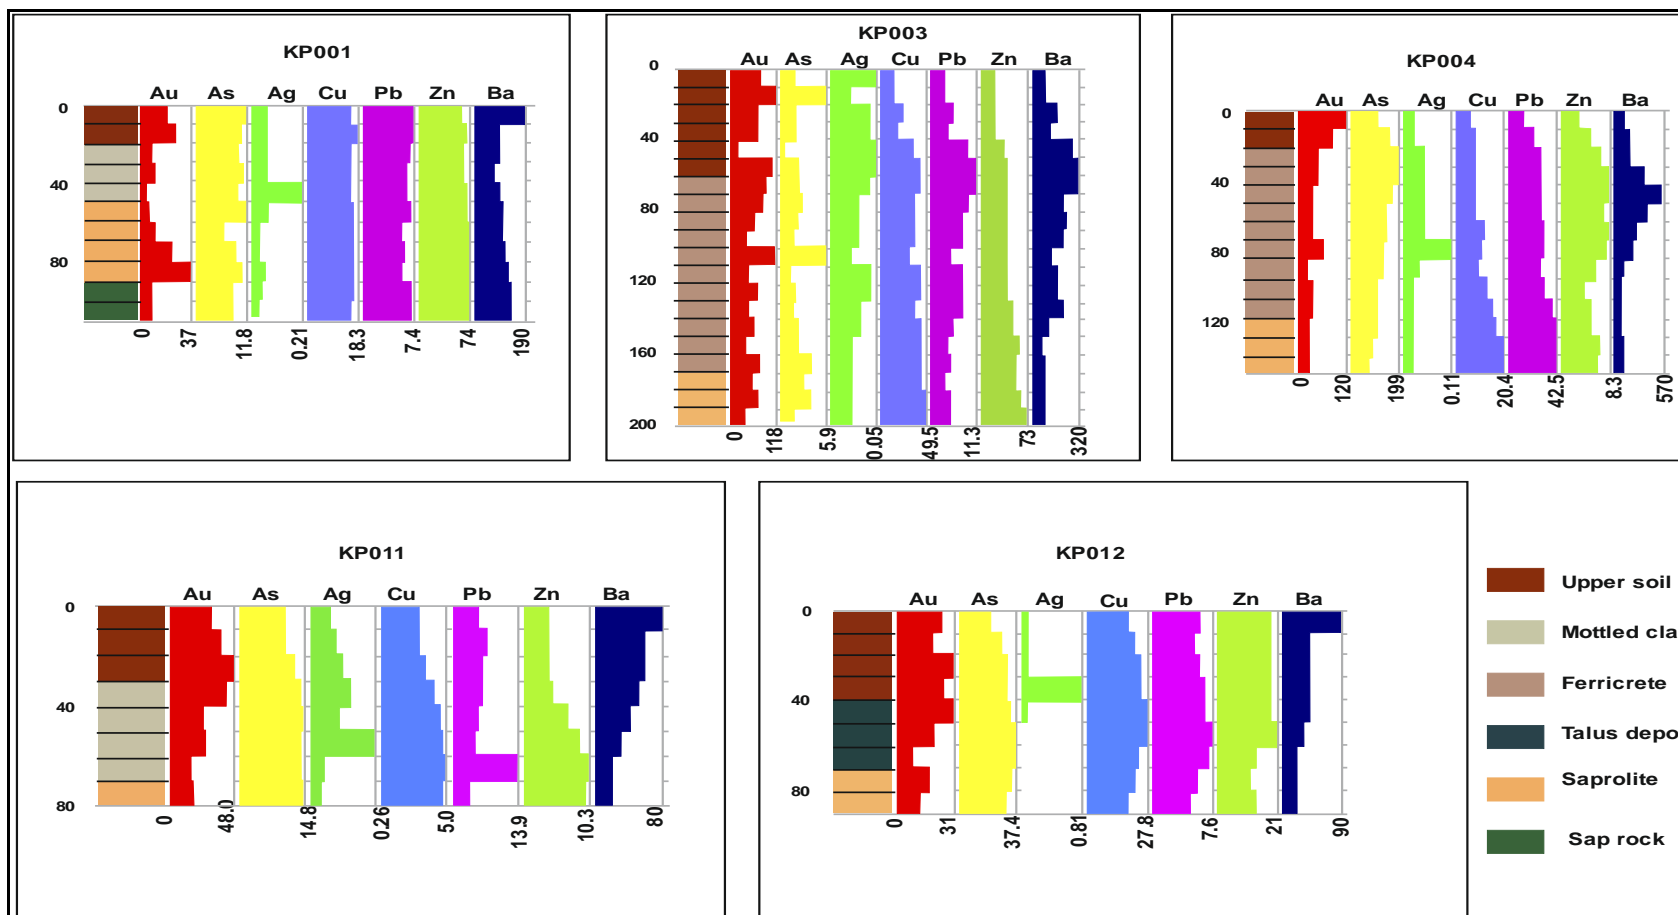 KP001
Au As Ag Cu Pb Zn Ba
0
40
80
0 37 11.8 0.21 18.3 7.4 74 190
KP003
Au As Ag Cu Pb Zn Ba
0
40
80
120
160
200
0 118 5.9 0.05 49.5 11.3 73 320
KP004
Au As Ag Cu Pb Zn Ba
0
40
80
120
0 120 199 0.11 20.4 42.5 8.3 570
KP011
Au As Ag Cu Pb Zn Ba
0
40
80
0 48.0 14.8 0.26 5.0 13.9 10.3 80
KP012
Au As Ag Cu Pb Zn Ba
0
40
80
0 31 37.4 0.81 27.8 7.6 21 90
Upper soil
Mottled cla
Ferricrete
Talus depo
Saprolite
Sap rock